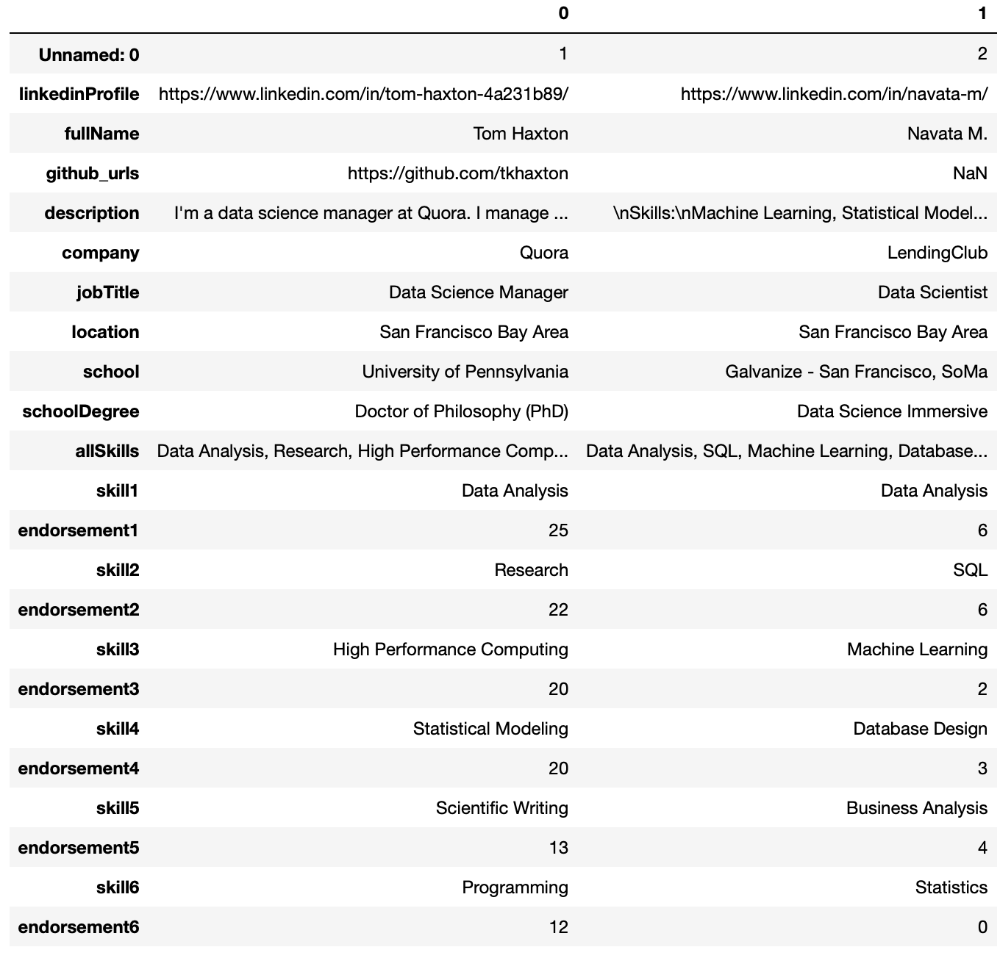 0 1
Unnamed: 0 1 2
linkedinProfile https://www.linkedin.com/in/tom-haxton-4a231b89/ https://www.linkedin.com/in/navata-m/
fullName Tom Haxton Navata M.
github_urls https://github.com/tkhaxton NaN
description I'm a data science manager at Quora. I manage ... \nSkills:\nMachine Learning, Statistical Model...
company Quora LendingClub
jobTitle Data Science Manager Data Scientist
location San Francisco Bay Area San Francisco Bay Area
school University of Pennsylvania Galvanize - San Francisco, SoMa
schoolDegree Doctor of Philosophy (PhD) Data Science Immersive
allSkills Data Analysis, Research, High Performance Comp... Data Analysis, SQL, Machine Learning, Database...
skill1 Data Analysis Data Analysis
endorsement1 25 6
skill2 Research SQL
endorsement2 22 6
skill3 High Performance Computing Machine Learning
endorsement3 20 2
skill4 Statistical Modeling Database Design
endorsement4 20 3
skill5 Scientific Writing Business Analysis
endorsement5 13 4
skill6 Programming Statistics
endorsement6 12 0